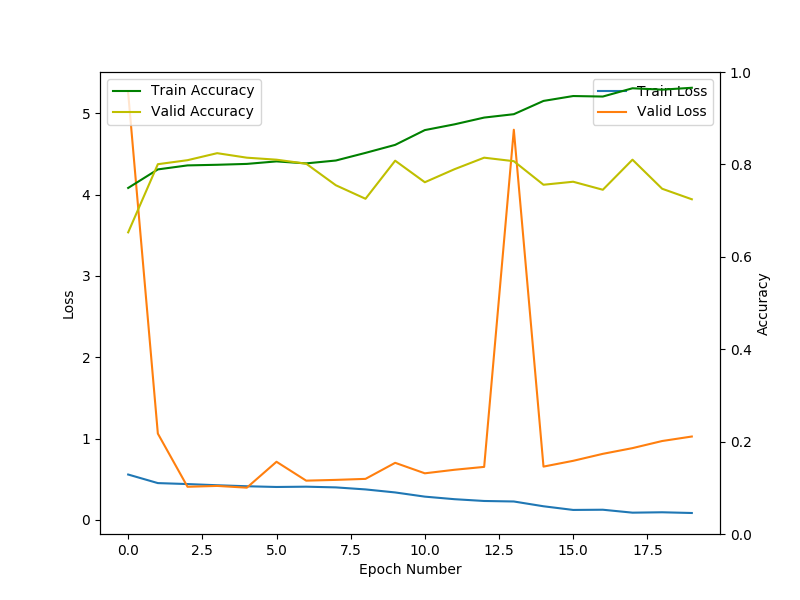 Train Accuracy
Valid Accuracy
Train Loss
Valid Loss
5
4
3
2
1
0
Loss
1.0
0.8
0.6
0.4
0.2
0.0
Accuracy
0.0 2.5 5.0 7.5 10.0 12.5 15.0 17.5
Epoch Number